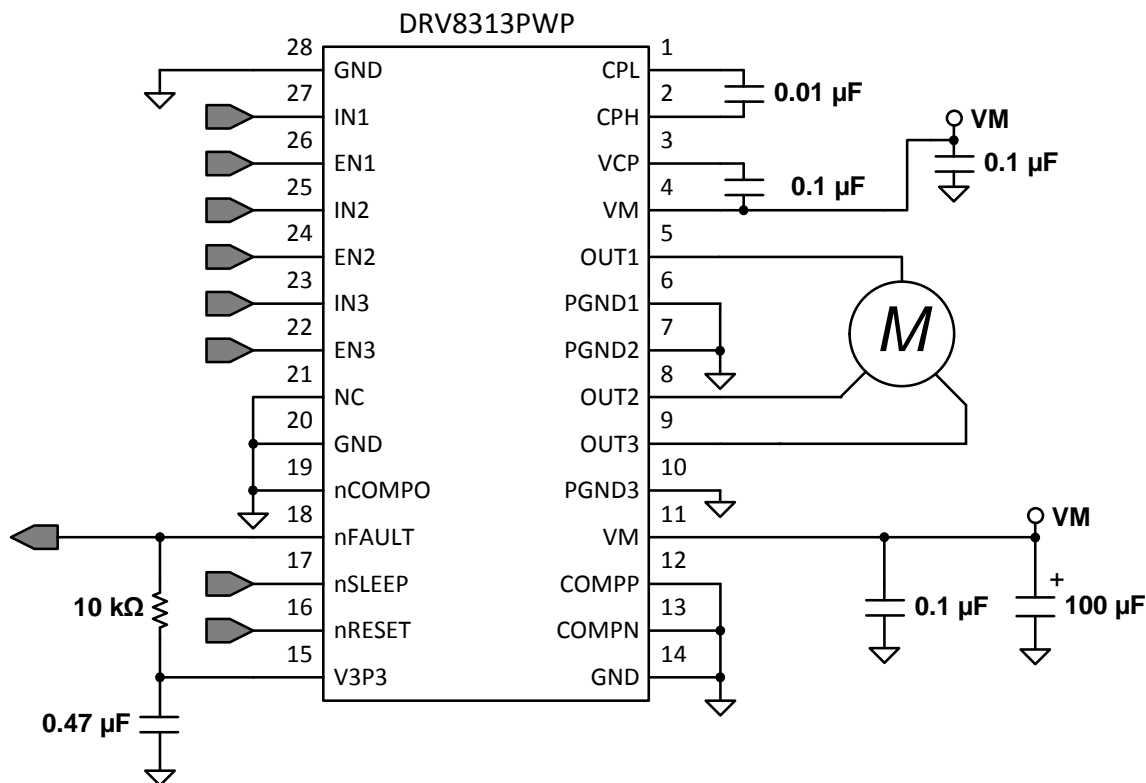 DRV8313PWP
28 1
GND CPL
27 2 0.01 µF
IN1 CPH VM
26 3
EN1 VCP 0.1 µF
25 4 0.1 µF
IN2 VM
24 5
EN2 OUT1
23 6
IN3 PGND1
22 7 M
EN3 PGND2
21 8
NC OUT2
20 9
GND OUT3
19 10
nCOMPO PGND3
18 11 VM
nFAULT VM
17 12
nSLEEP COMPP +
10 kΩ 16 13 0.1 µF 100 µF
nRESET COMPN
15 14
V3P3 GND
0.47 µF